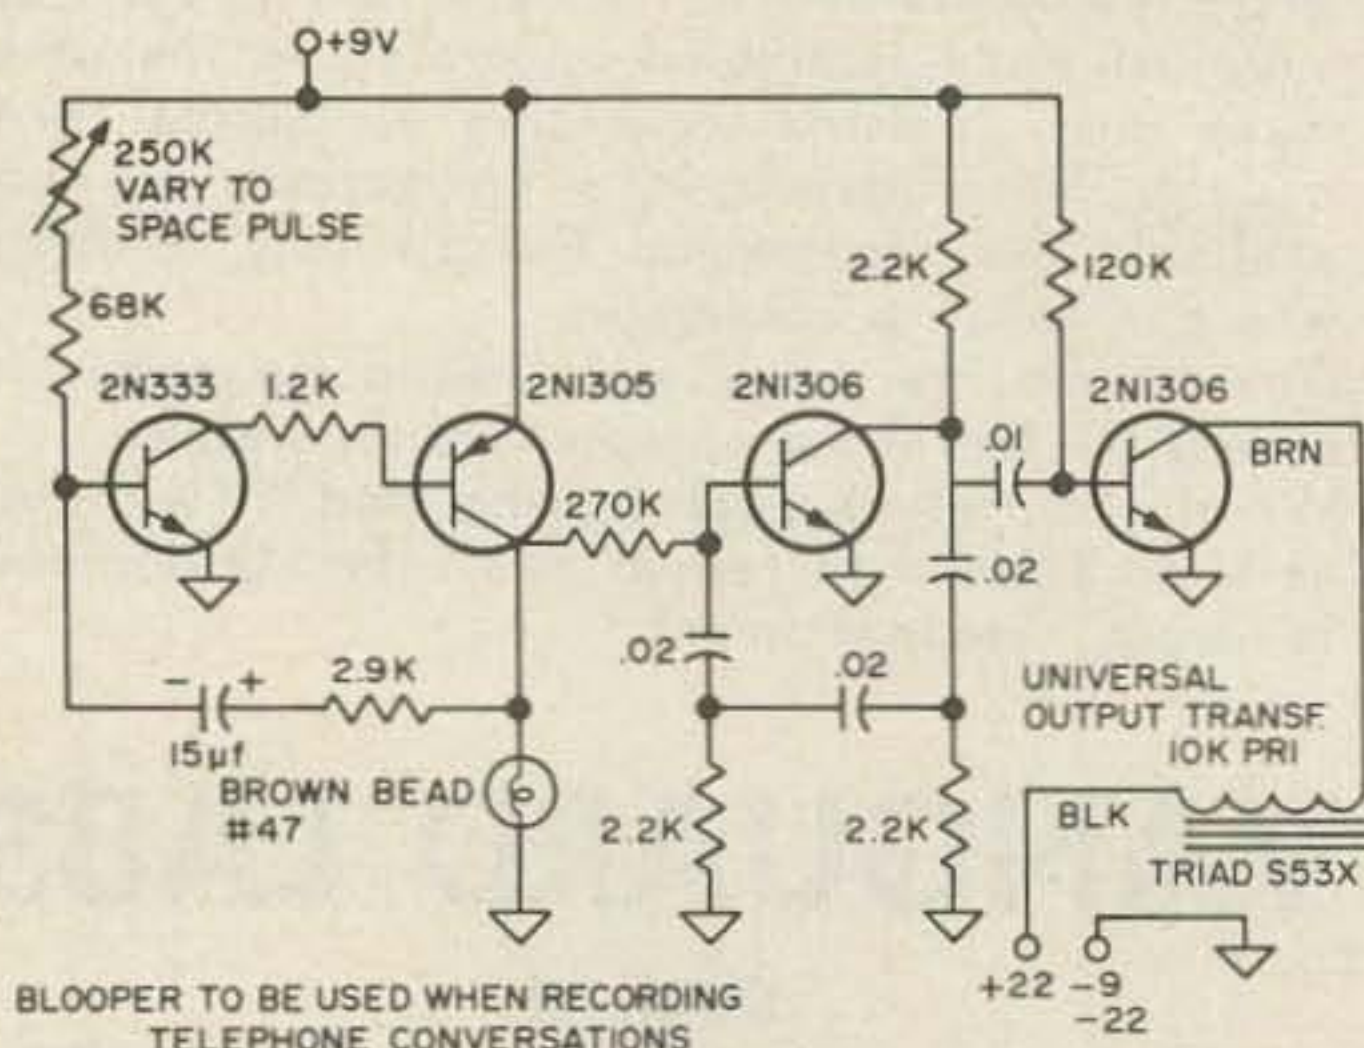 +9V
250K
VARY TO
SPACE PULSE
68K
2.2K
120K
2N333
1.2K
2N1305
2N1306
2N1306
.01
BRN
270K
.02
.02
.02
- +
2.9K
15µf
BROWN BEAD
#47
2.2K
2.2K
UNIVERSAL
OUTPUT TRANSF.
10K PRI
BLK
TRIAD S53X
+22 -9
-22
BLOOPER TO BE USED WHEN RECORDING
TELEPHONE CONVERSATIONS